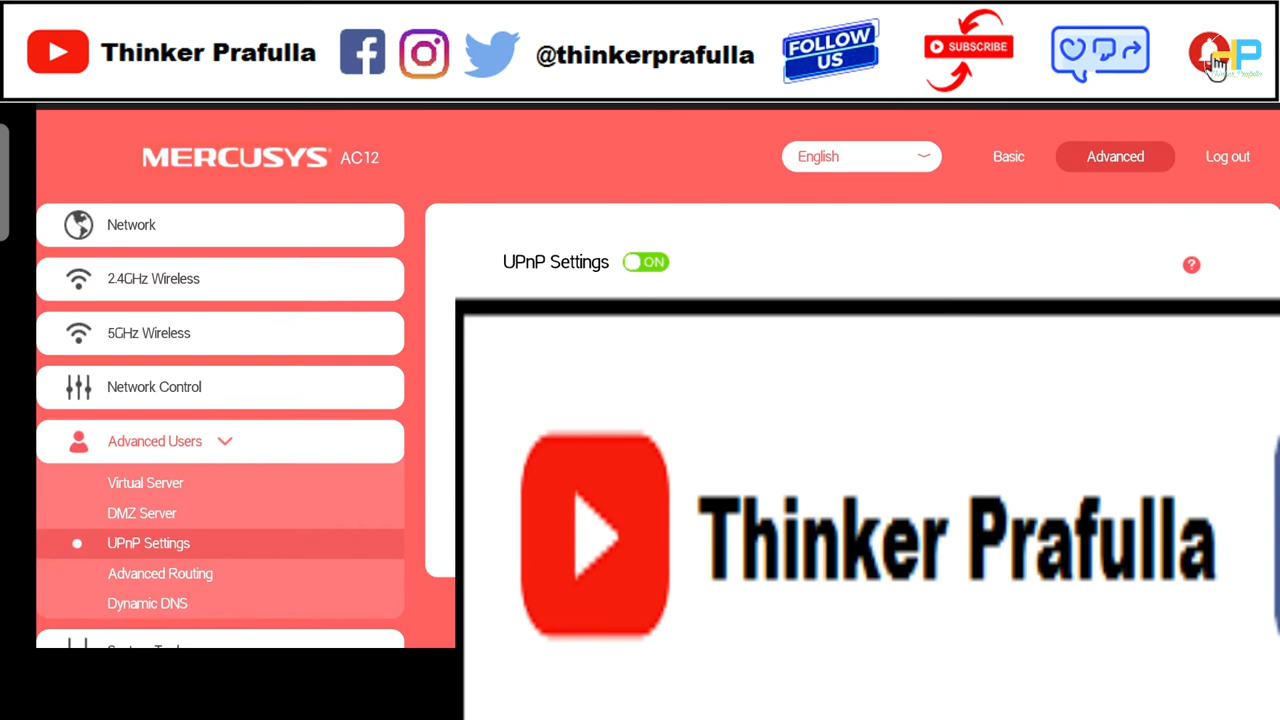 Thinker Prafulla
@thinkerprafulla
FOLLOW US
SUBSCRIBE
MERCUSYS AC12
English
Basic
Advanced
Log out
Network
2.4GHz Wireless
5GHz Wireless
Network Control
Advanced Users
Virtual Server
DMZ Server
UPnP Settings
Advanced Routing
Dynamic DNS
UPnP Settings ON
?
Thinker Prafulla